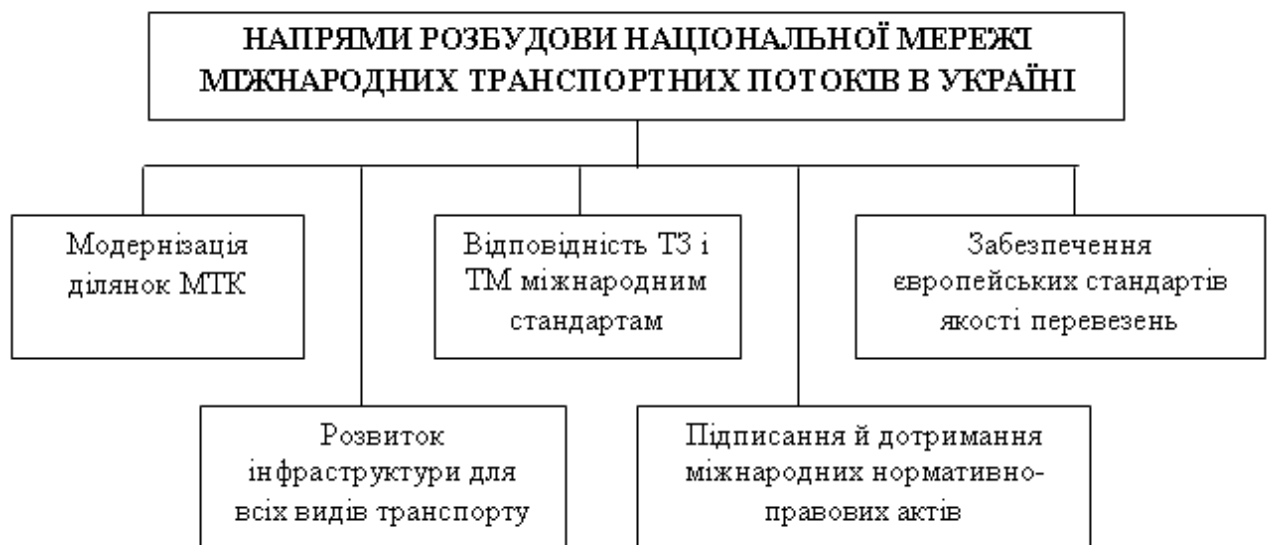 НАПРЯМИ РОЗБУДОВИ НАЦІОНАЛЬНОЇ МЕРЕЖІ
МІЖНАРОДНИХ ТРАНСПОРТНИХ ПОТОКІВ В УКРАЇНІ
Модернізація
ділянок МТК
Відповідність ТЗ і
ТМ міжнародним
стандартам
Забезпечення
європейських стандартів
якості перевезень
Розвиток
інфраструктури для
всіх видів транспорту
Підписання й дотримання
міжнародних нормативно-
правових актів